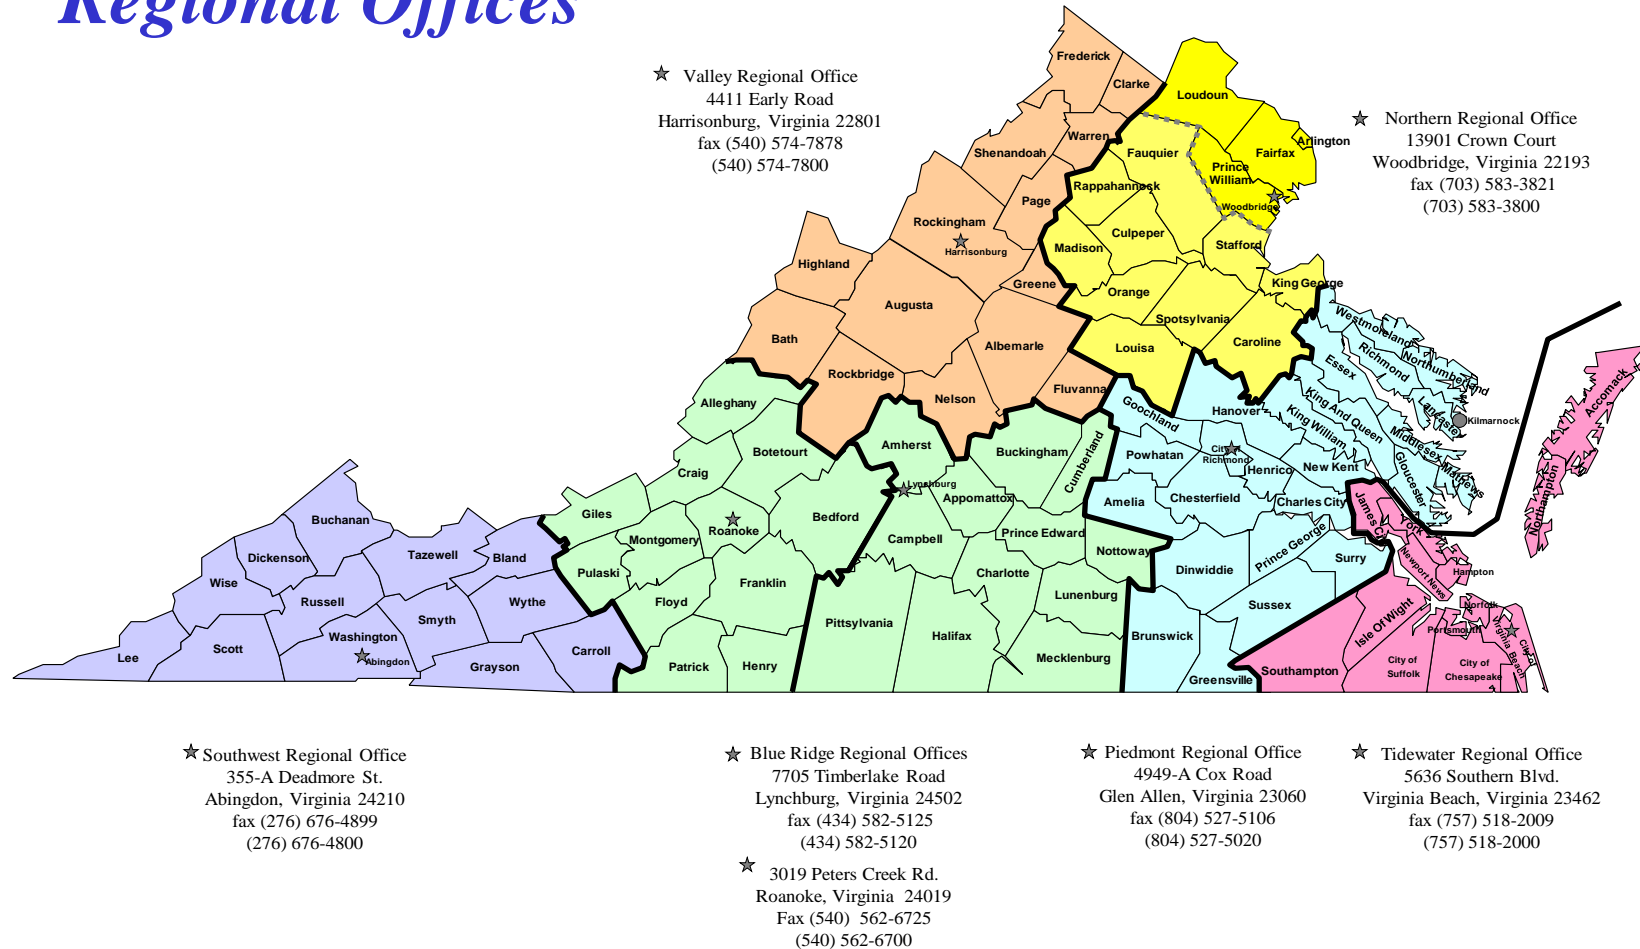 Regional Offices
Valley Regional Office
4411 Early Road
Harrisonburg, Virginia 22801
fax (540) 574-7878
(540) 574-7800
Northern Regional Office
13901 Crown Court
Woodbridge, Virginia 22193
fax (703) 583-3821
(703) 583-3800
Frederick
Clarke
Loudoun
Warren
Shenandoah
Fauquier
Fairfax
Arlington
Prince
William
Woodbridge
Rappahannock
Page
Rockingham
Harrisonburg
Culpeper
Madison
Stafford
Highland
Greene
Orange
King George
Augusta
Spotsylvania
Westmoreland
Bath
Albemarle
Louisa
Caroline
Richmond
Northumberland
Essex
Rockbridge
Nelson
Fluvanna
Accomack
Alleghany
Goochland
Hanover
King And Queen
King William
Lancaster
Kilmarnock
Botetourt
Amherst
Buckingham
Cumberland
Powhatan
City of
Richmond
Henrico
New Kent
Middlesex
Mathews
Gloucester
Craig
Lynchburg
Appomattox
Amelia
Chesterfield
Charles City
James City
York
Northampton
Giles
Roanoke
Bedford
Buchanan
Montgomery
Campbell
Prince Edward
Nottoway
Prince George
Surry
Newport News
Hampton
Dickenson
Tazewell
Bland
Pulaski
Franklin
Charlotte
Dinwiddie
Wise
Russell
Wythe
Floyd
Lunenburg
Sussex
Norfolk
Washington
Smyth
Pittsylvania
Halifax
Brunswick
Isle Of Wight
Portsmouth
City of
Virginia Beach
Lee
Scott
Abingdon
Grayson
Carroll
Patrick
Henry
Mecklenburg
Greensville
Southampton
City of
Suffolk
City of
Chesapeake
Southwest Regional Office
355-A Deadmore St.
Abingdon, Virginia 24210
fax (276) 676-4899
(276) 676-4800
Blue Ridge Regional Offices
7705 Timberlake Road
Lynchburg, Virginia 24502
fax (434) 582-5125
(434) 582-5120
3019 Peters Creek Rd.
Roanoke, Virginia 24019
Fax (540) 562-6725
(540) 562-6700
Piedmont Regional Office
4949-A Cox Road
Glen Allen, Virginia 23060
fax (804) 527-5106
(804) 527-5020
Tidewater Regional Office
5636 Southern Blvd.
Virginia Beach, Virginia 23462
fax (757) 518-2009
(757) 518-2000